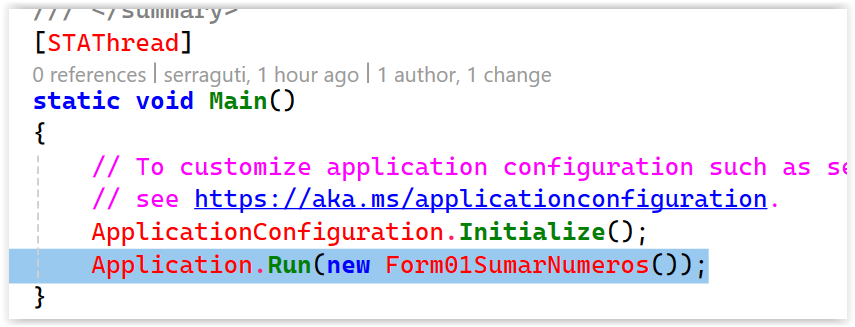 /// </summary>
[STAThread]
0 references | serraguti, 1 hour ago | 1 author, 1 change
static void Main()
{
// To customize application configuration such as se
// see https://aka.ms/applicationconfiguration.
ApplicationConfiguration.Initialize();
Application.Run(new Form01SumarNumeros());
}